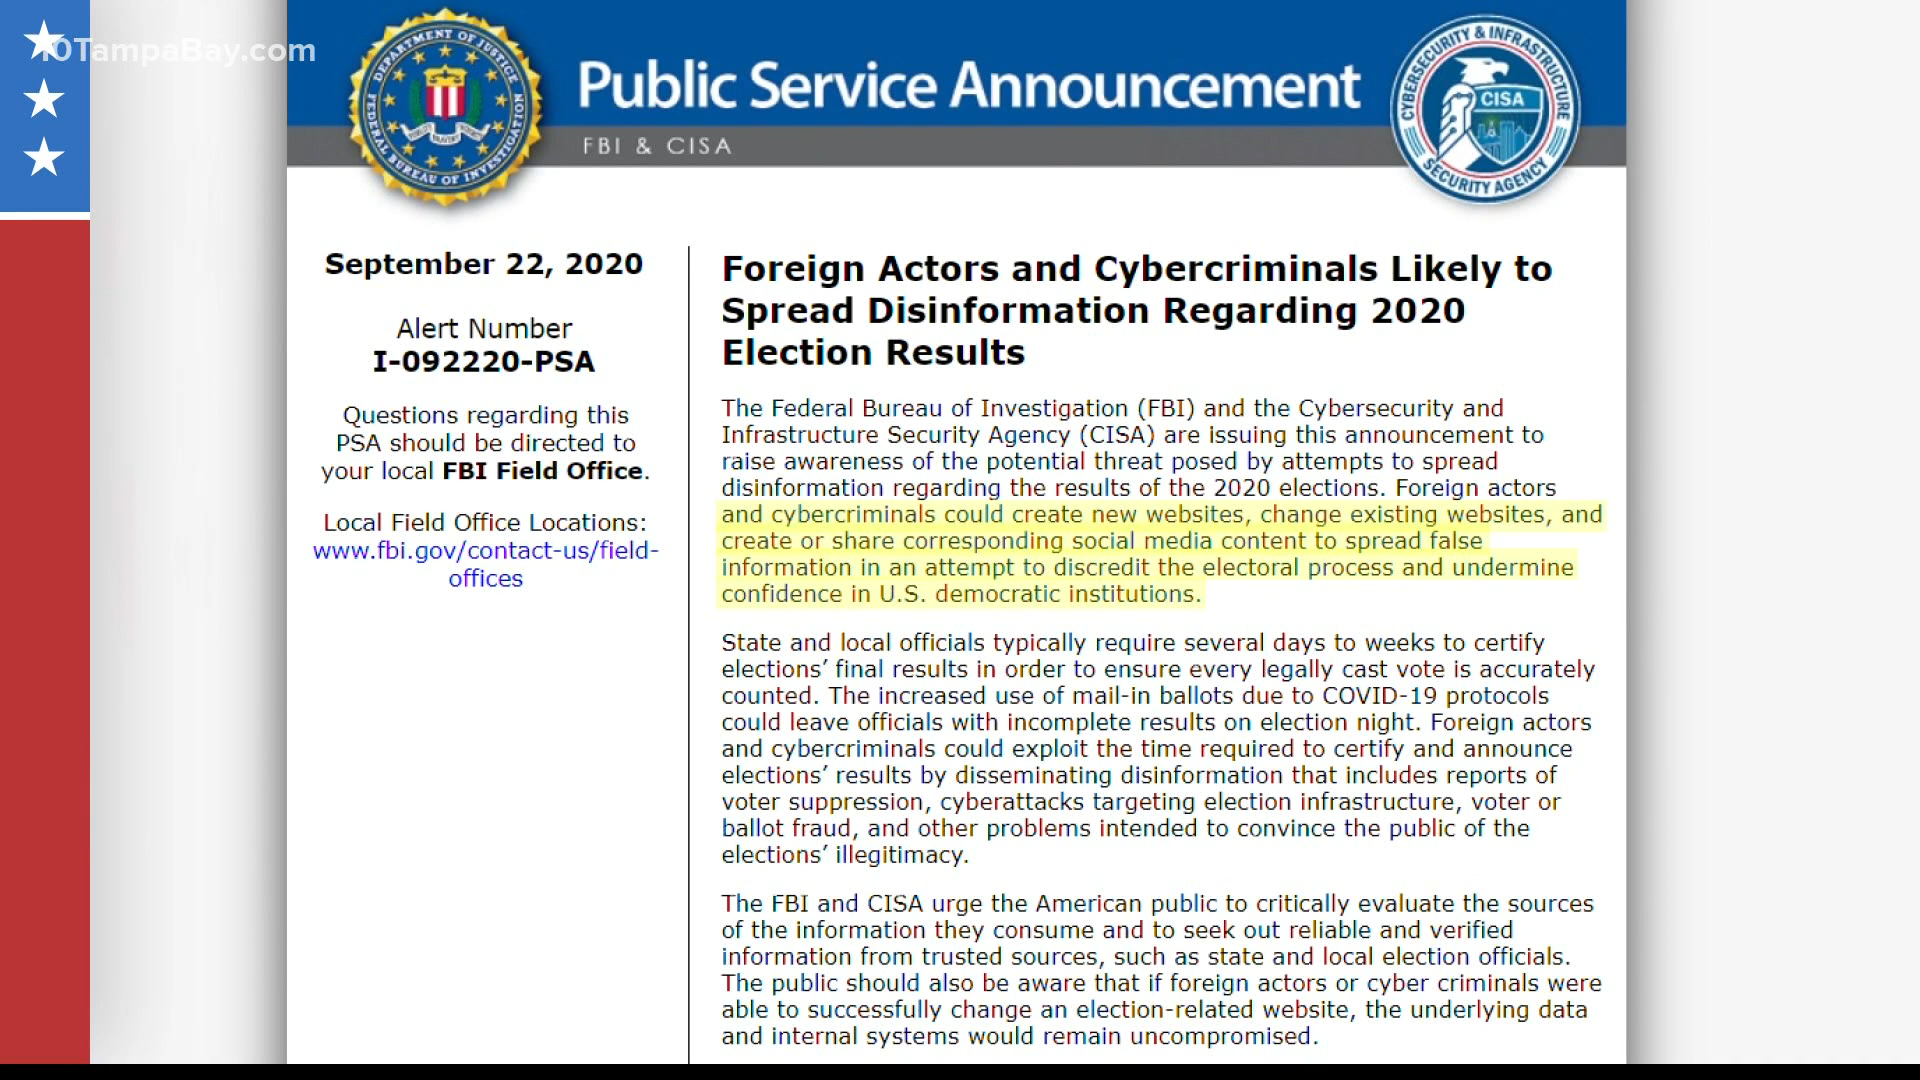 10TampaBay.com
DEPARTMENT OF JUSTICE
FEDERAL BUREAU OF INVESTIGATION
Public Service Announcement
FBI & CISA
CYBERSECURITY & INFRASTRUCTURE
CISA
SECURITY AGENCY
September 22, 2020
Alert Number
I-092220-PSA
Questions regarding this
PSA should be directed to
your local FBI Field Office.
Local Field Office Locations:
www.fbi.gov/contact-us/field-
offices
Foreign Actors and Cybercriminals Likely to
Spread Disinformation Regarding 2020
Election Results
The Federal Bureau of Investigation (FBI) and the Cybersecurity and
Infrastructure Security Agency (CISA) are issuing this announcement to
raise awareness of the potential threat posed by attempts to spread
disinformation regarding the results of the 2020 elections. Foreign actors
and cybercriminals could create new websites, change existing websites, and
create or share corresponding social media content to spread false
information in an attempt to discredit the electoral process and undermine
confidence in U.S. democratic institutions.
State and local officials typically require several days to weeks to certify
elections’ final results in order to ensure every legally cast vote is accurately
counted. The increased use of mail-in ballots due to COVID-19 protocols
could leave officials with incomplete results on election night. Foreign actors
and cybercriminals could exploit the time required to certify and announce
elections’ results by disseminating disinformation that includes reports of
voter suppression, cyberattacks targeting election infrastructure, voter or
ballot fraud, and other problems intended to convince the public of the
elections’ illegitimacy.
The FBI and CISA urge the American public to critically evaluate the sources
of the information they consume and to seek out reliable and verified
information from trusted sources, such as state and local election officials.
The public should also be aware that if foreign actors or cyber criminals were
able to successfully change an election-related website, the underlying data
and internal systems would remain uncompromised.